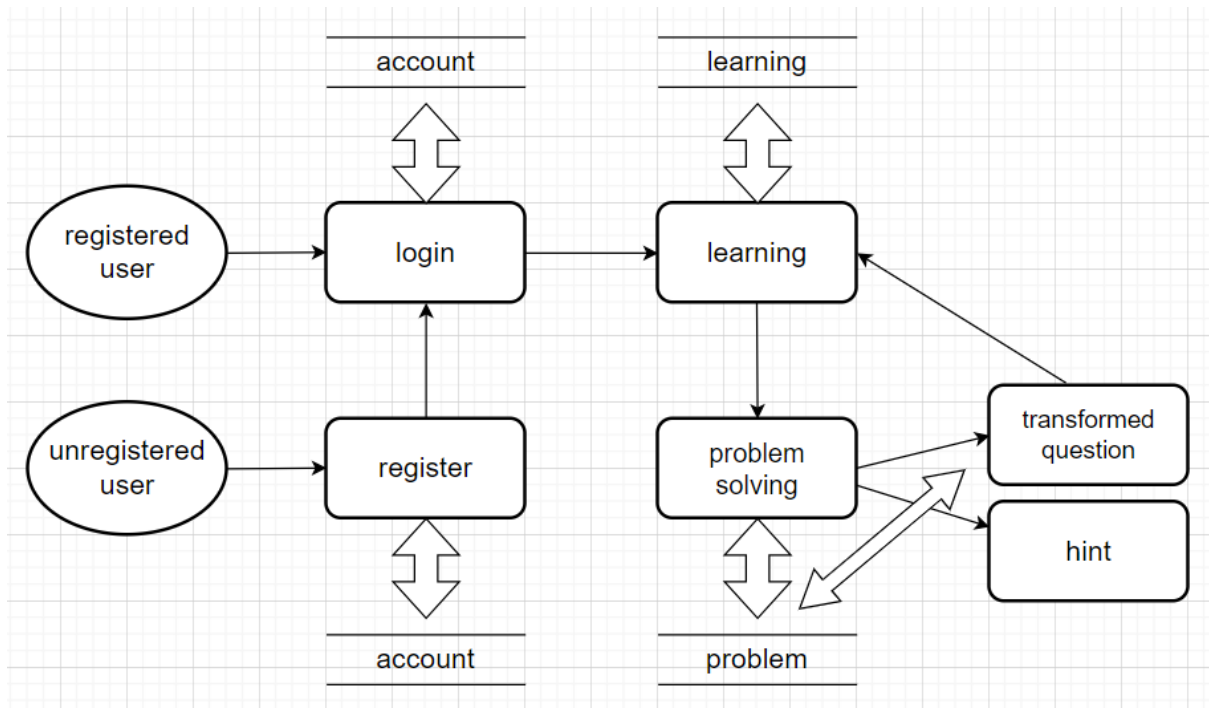 account
learning
registered
user
login
learning
unregistered
user
register
problem
solving
transformed
question
hint
account
problem